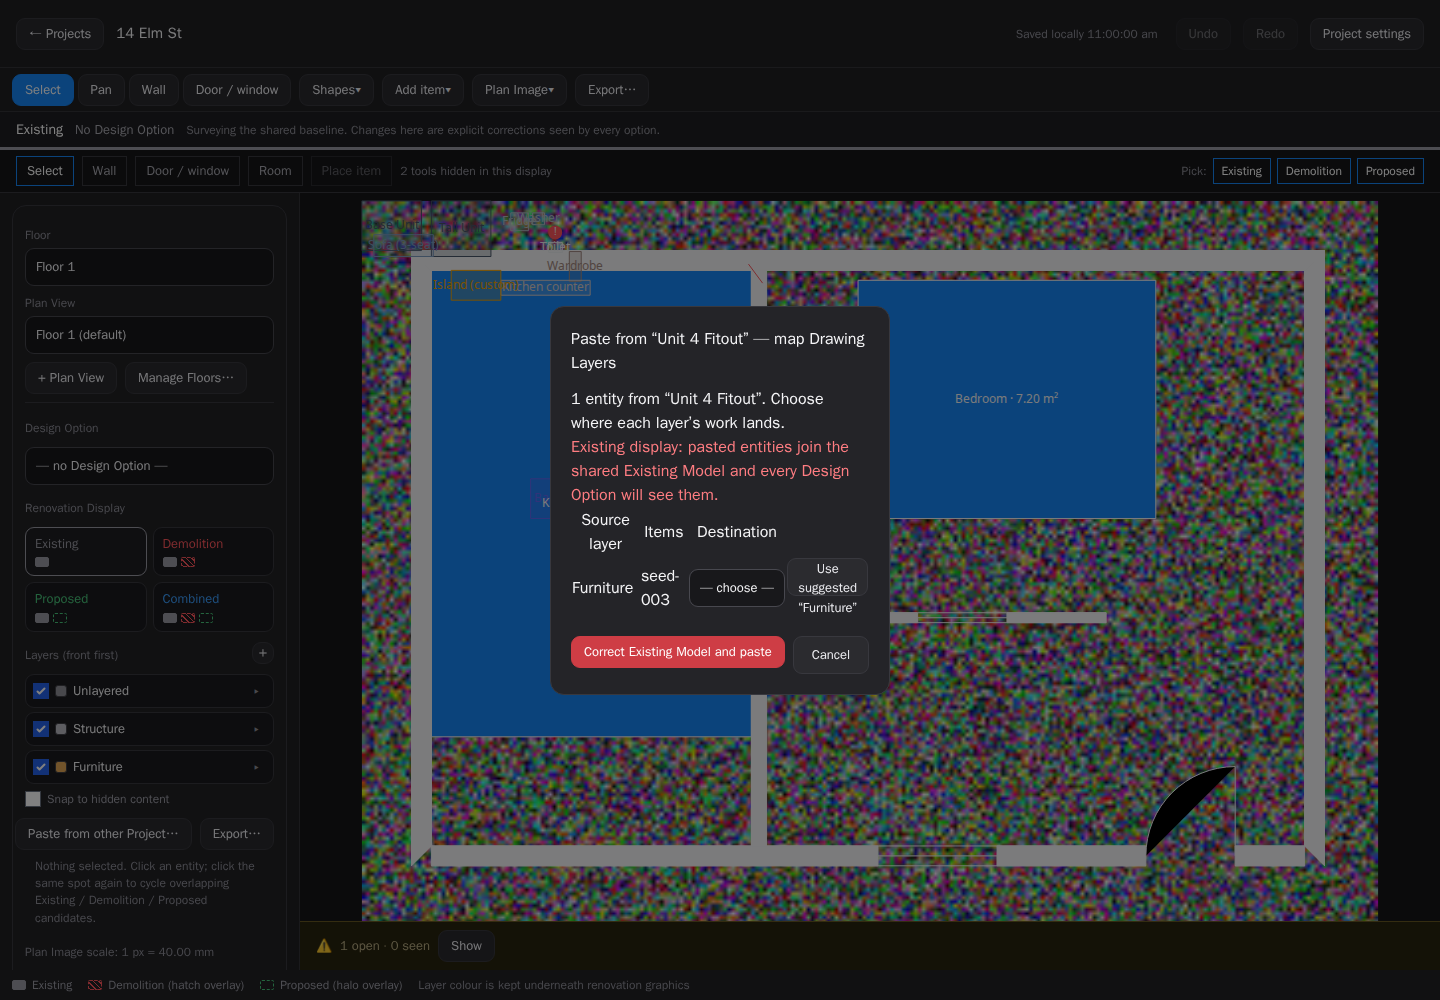 ← Projects
14 Elm St
Saved locally 11:00:00 am
Undo
Redo
Project settings
Select
Pan
Wall
Door / window
Shapes▾
Add item▾
Plan Image▾
Export…
Existing
No Design Option
Surveying the shared baseline. Changes here are explicit corrections seen by every option.
Select
Wall
Door / window
Room
Place item
2 tools hidden in this display
Pick:
Existing
Demolition
Proposed
Floor
Floor 1
Plan View
Floor 1 (default)
+ Plan View
Manage Floors…
Design Option
— no Design Option —
Renovation Display
Existing
Demolition
Proposed
Combined
Layers (front first)
+
Unlayered
Structure
Furniture
Snap to hidden content
Paste from other Project…
Export…
Nothing selected. Click an entity; click the
same spot again to cycle overlapping
Existing / Demolition / Proposed
candidates.
Plan Image scale: 1 px = 40.00 mm
Toilet
Wardrobe
Kitchen counter
Bedroom · 7.20 m²
Paste from “Unit 4 Fitout” — map Drawing
Layers
1 entity from “Unit 4 Fitout”. Choose
where each layer's work lands.
Existing display: pasted entities join the
shared Existing Model and every Design
Option will see them.
Source
layer
Items
Destination
Furniture
seed-
003
— choose —
Use
suggested
“Furniture”
Correct Existing Model and paste
Cancel
1 open · 0 seen
Show
Existing
Demolition (hatch overlay)
Proposed (halo overlay)
Layer colour is kept underneath renovation graphics